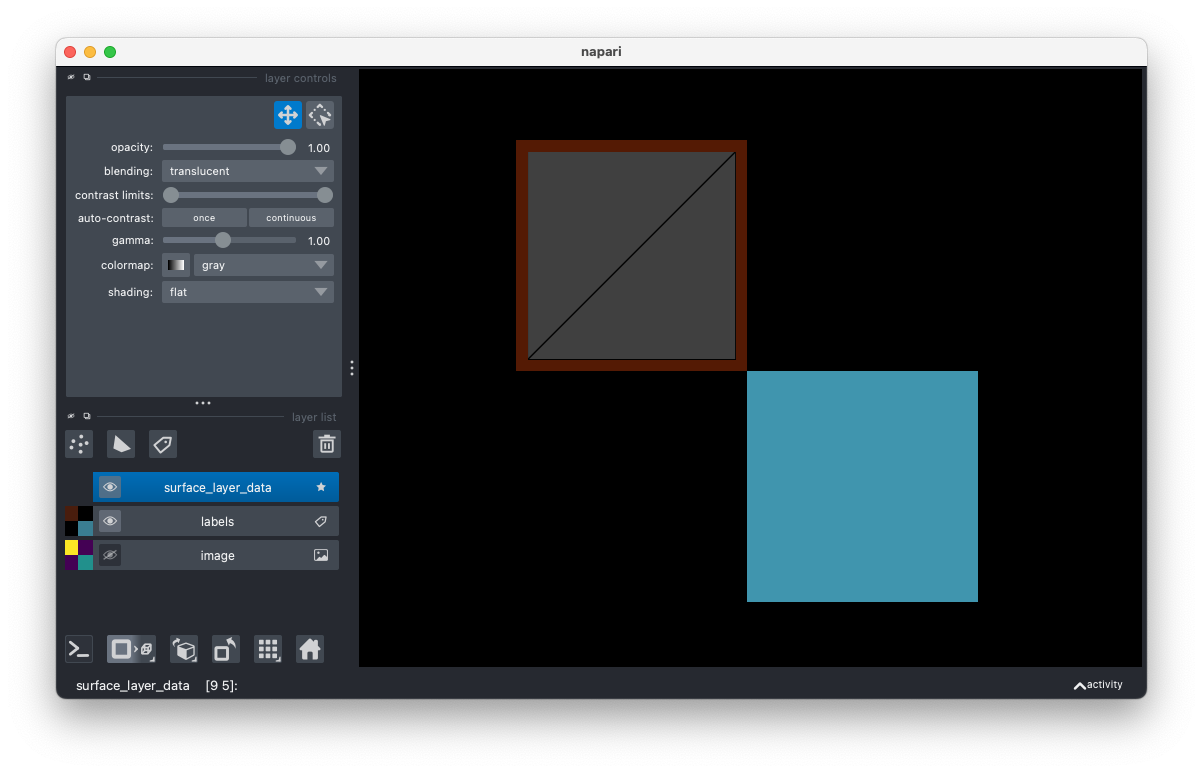 napari
layer controls
opacity: 1.00
blending: translucent
contrast limits:
auto-contrast: once continuous
gamma: 1.00
colormap: gray
shading: flat
layer list
surface_layer_data
labels
image
surface_layer_data [9 5]:
activity